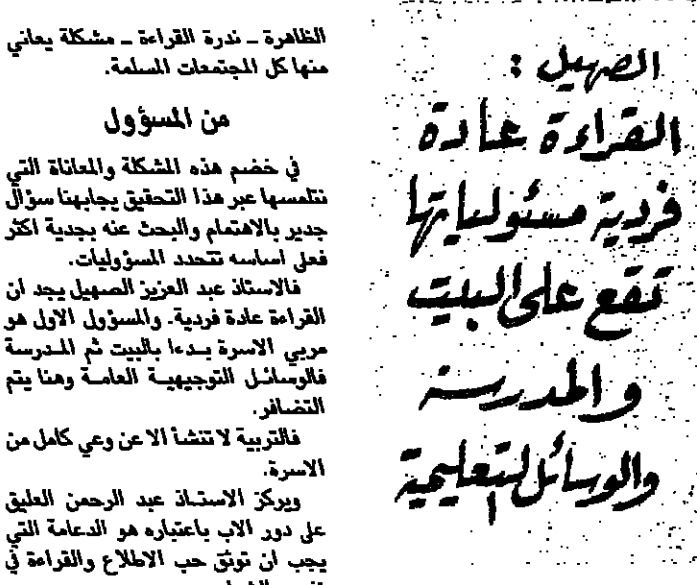 الصهيل :
القراءة عادة
فردية مسئولياتها
تقع على البيت
والمدرسة
والوسائل التعليمية
الظاهرة ـ ندرة القراءة ـ مشكلة يعاني
منها كل المجتمعات المسلمة.
من المسؤول
في خضم هذه المشكلة والمعاناة التي
نتلمسها عبر هذا التحقيق يجابهنا سؤال
جدير بالاهتمام والبحث عنه بجدية اكثر
فعلى اساسه تتحدد المسؤوليات.
فالاستاذ عبد العزيز الصهيل يجد ان
القراءة عادة فردية. والمسؤول الاول هو
مربي الاسرة بدءا بالبيت ثم المدرسة
فالوسائل التوجيهية العامة وهنا يتم
التضافر.
فالتربية لا تنشأ الا عن وعي كامل من
الاسرة.
ويركز الاستاذ عبد الرحمن العليق
على دور الاب باعتباره هو الدعامة التي
يجب ان توثق حب الاطلاع والقراءة في